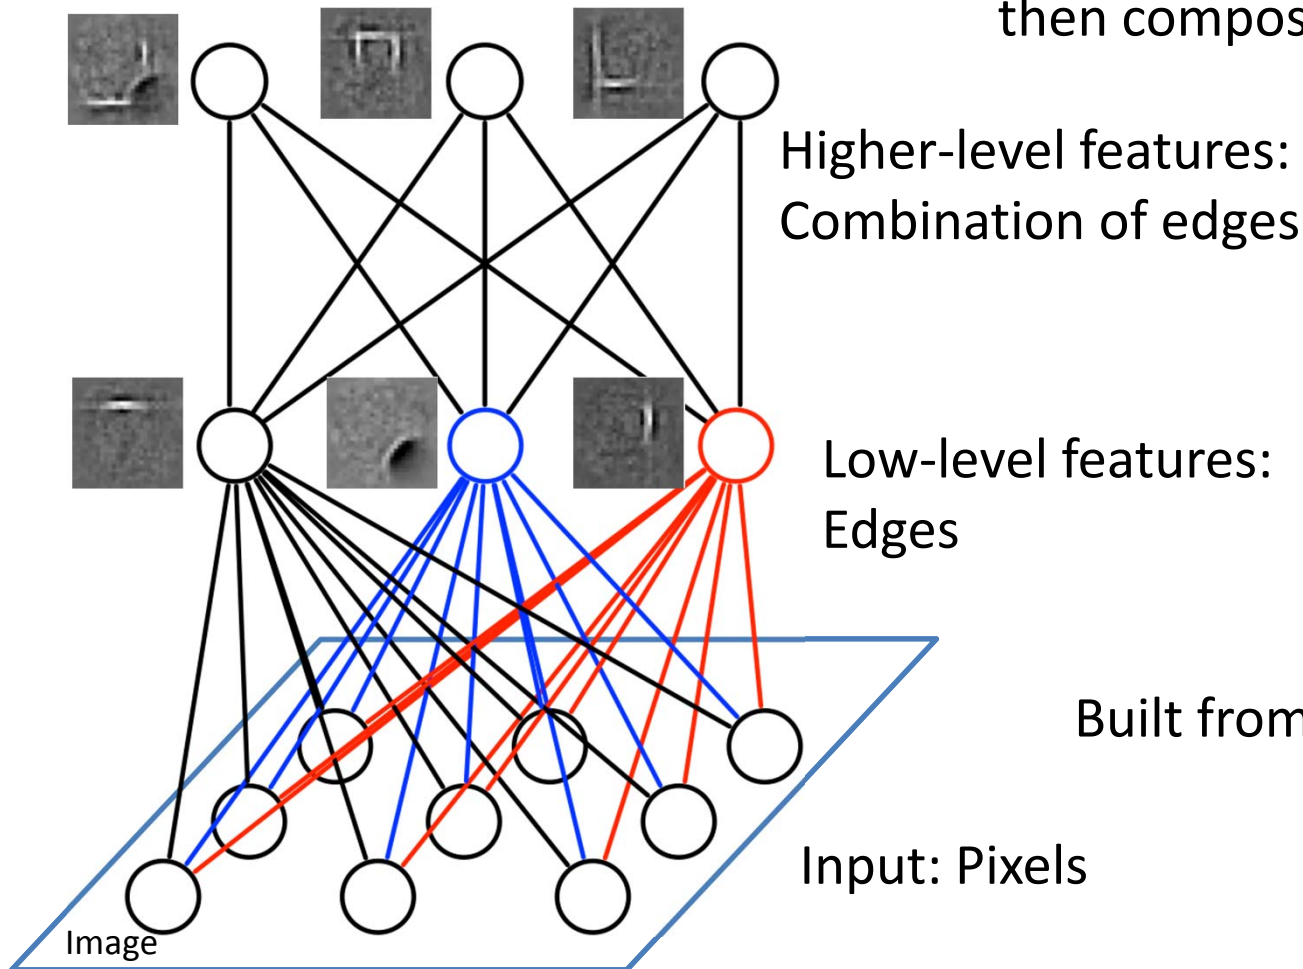 then compos
Higher-level features:
Combination of edges
Low-level features:
Edges
Built from
Input: Pixels
Image